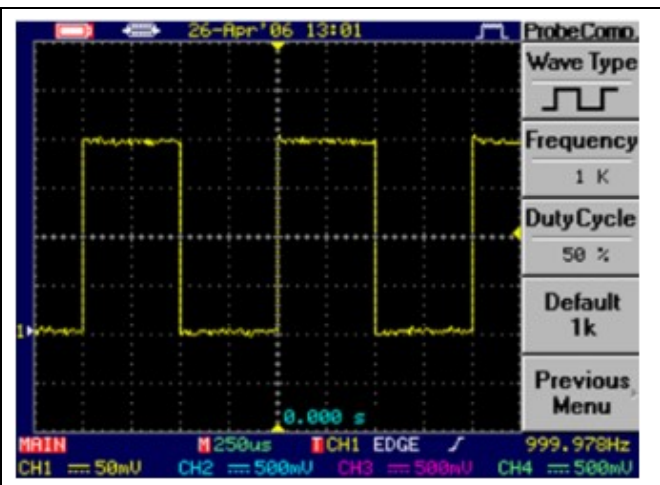 26-Apr'06 13:01
ProbeComp.
Wave Type
Frequency
1 K
DutyCycle
50 %
Default
1k
Previous
Menu
1
0.000 s
MAIN M 250us T CH1 EDGE 999.978Hz
CH1 50mV CH2 500mV CH3 500mV CH4 500mV